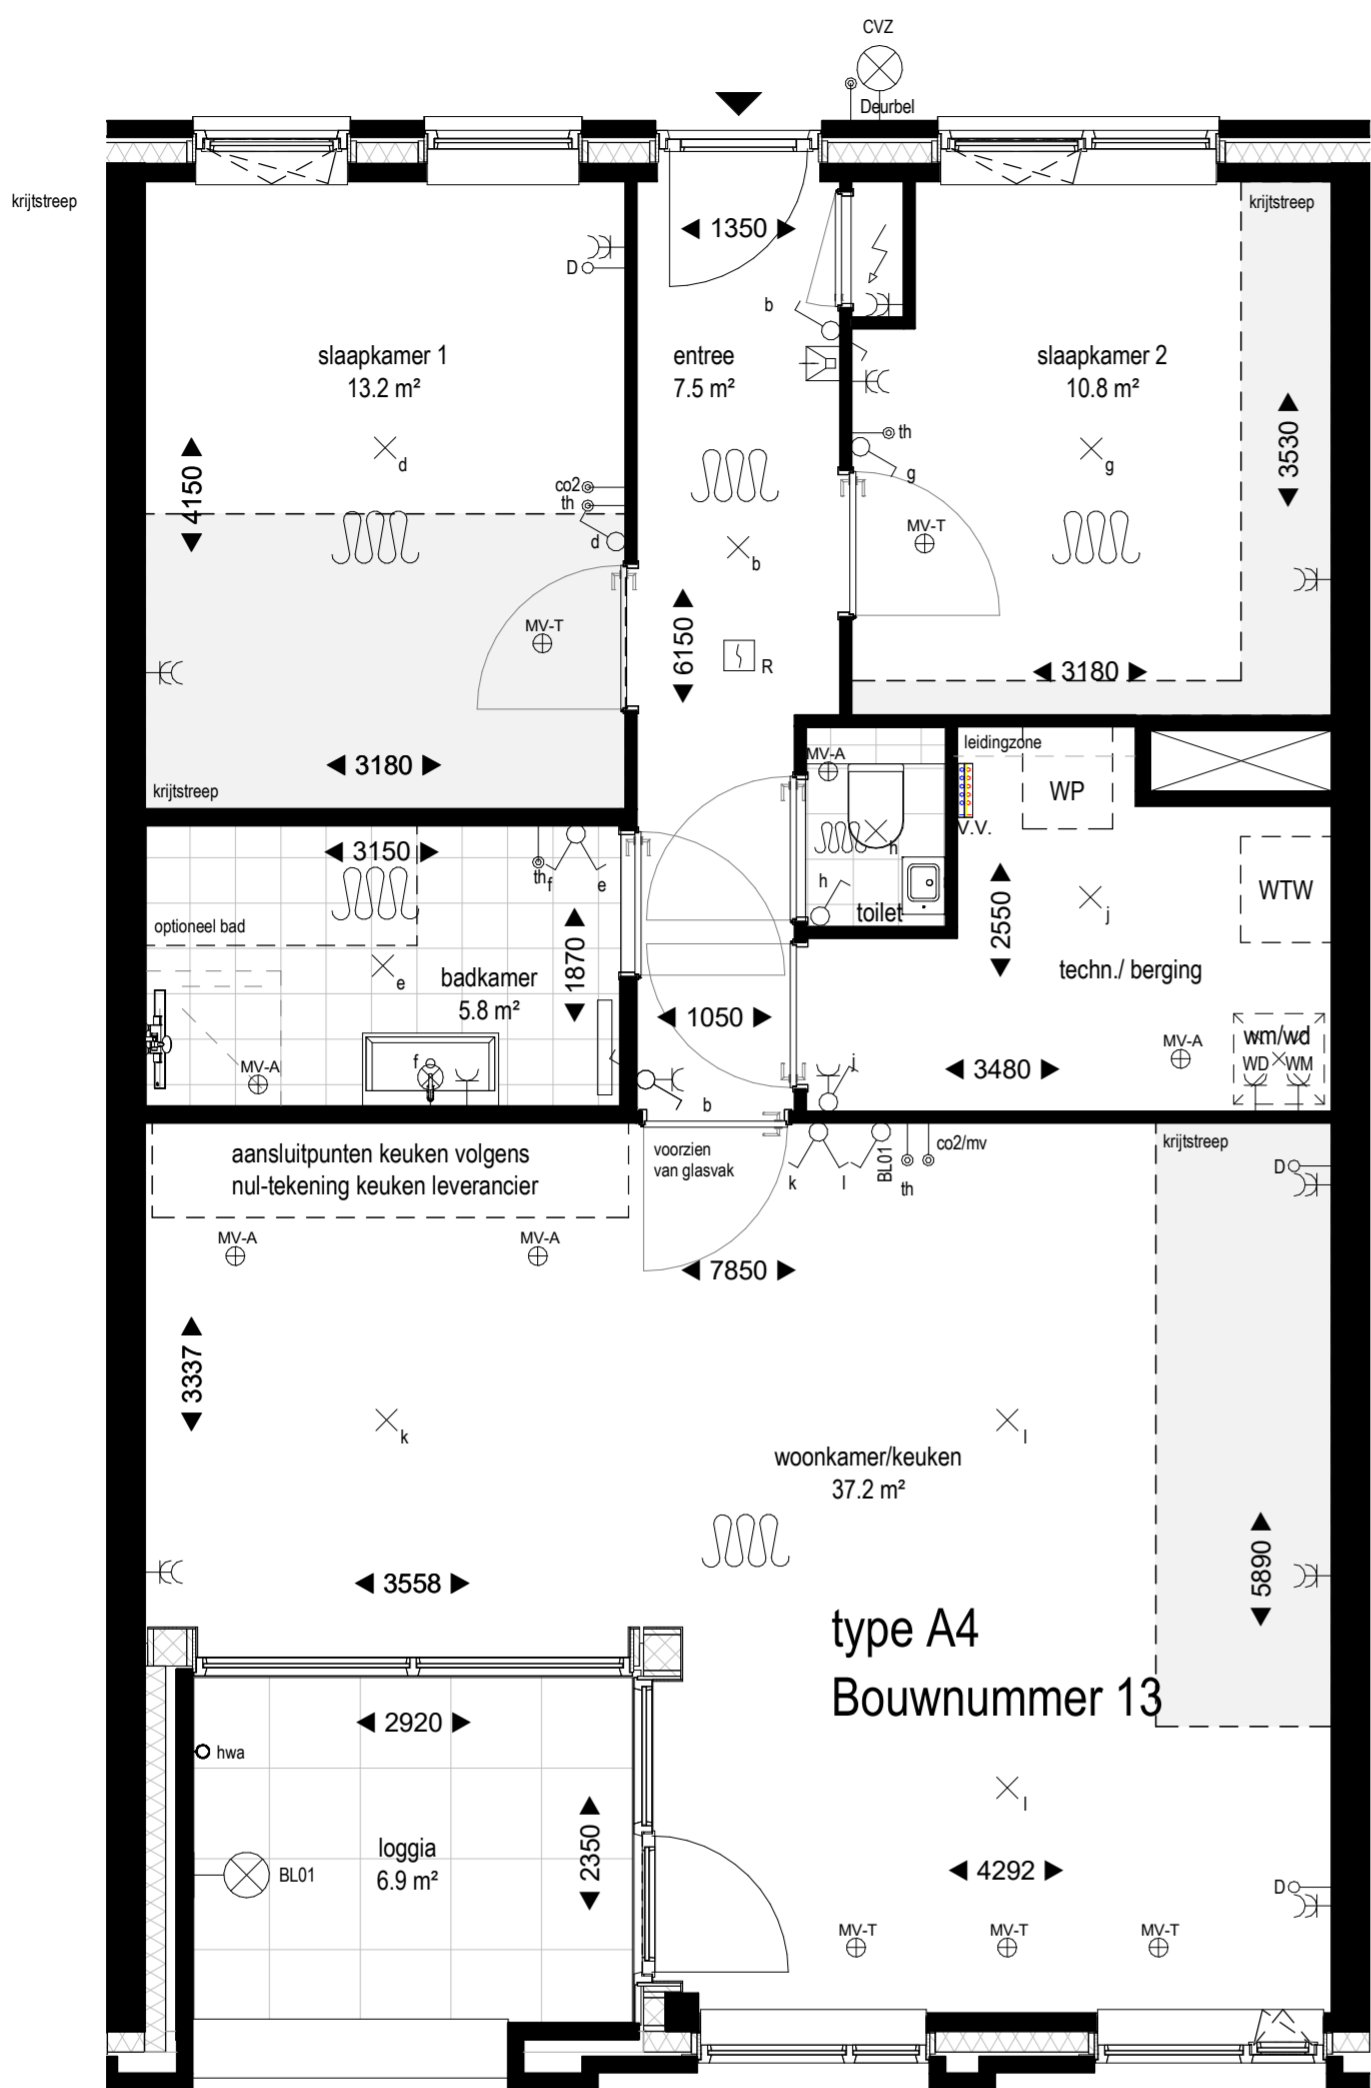 CVZ
Deurbel
krijtstreep
krijtstreep
1350
D
b
slaapkamer 1
13.2 m²
entree
7.5 m²
slaapkamer 2
10.8 m²
3530
th
d
g
g
4150
co2
th
d
MV-T
b
MV-T
6150
R
3180
3180
krijtstreep
MV-A
leidingzone
WP
V.V.
3150
th
f
e
h
h
toilet
WTW
2550
j
optioneel bad
1870
e
badkamer
5.8 m²
techn./ berging
1050
wm/wd
WD
WM
MV-A
MV-A
f
3480
j
b
aansluitpunten keuken volgens
nul-tekening keuken leverancier
voorzien
van glasvak
k
l
BL01
th
co2/mv
krijtstreep
D
MV-A
MV-A
7850
3337
k
l
woonkamer/keuken
37.2 m²
3558
5890
type A4
Bouwnummer 13
2920
hwa
l
2350
loggia
6.9 m²
BL01
4292
D
MV-T
MV-T
MV-T